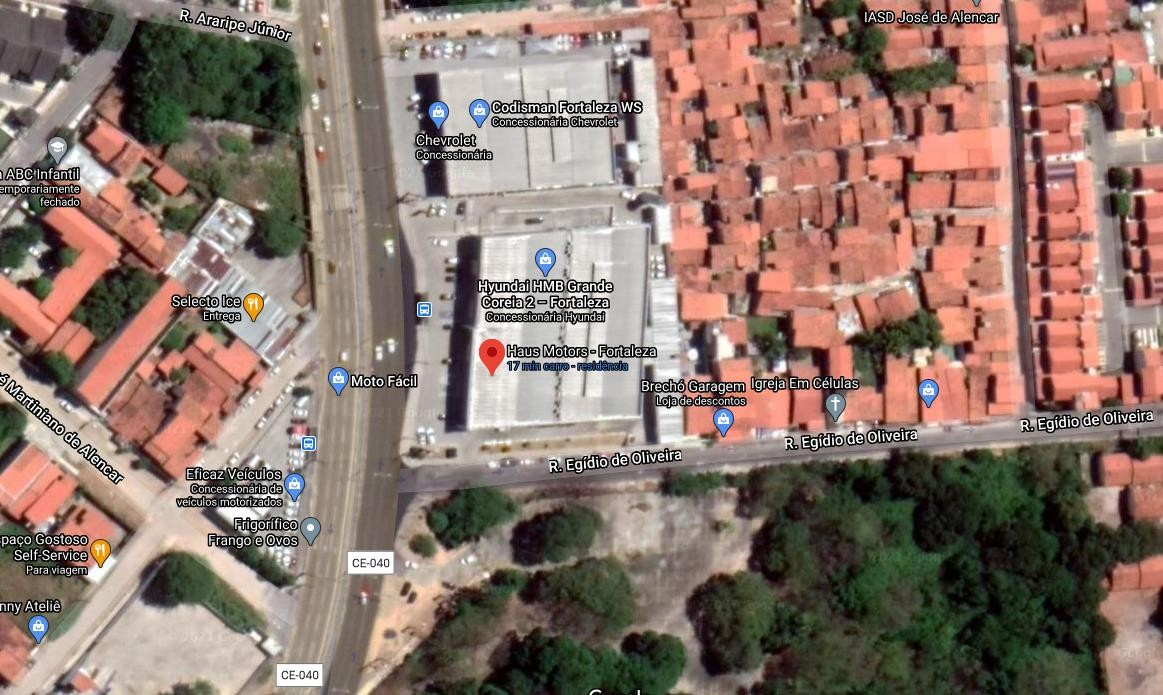 R. Araripe Júnior
IASD José de Alencar
Codisman Fortaleza WS
Concessionária Chevrolet
Chevrolet
Concessionária
ABC Infantil
emporariamente
fechado
Hyundai HMB Grande
Coreia 2 – Fortaleza
Concessionária Hyundai
Selecto Ice
Entrega
Haus Motors - Fortaleza
17 min carro - residência
Moto Fácil
Brechó Garagem
Loja de descontos
Igreja Em Células
é Martiniano de Alencar
R. Egídio de Oliveira
R. Egídio de Oliveira
R. Egídio de Oliveira
Eficaz Veículos
Concessionária de
veículos motorizados
Frigorífico
Frango e Ovos
spaço Gostoso
Self-Service
Para viagem
CE-040
nny Ateliê
CE-040